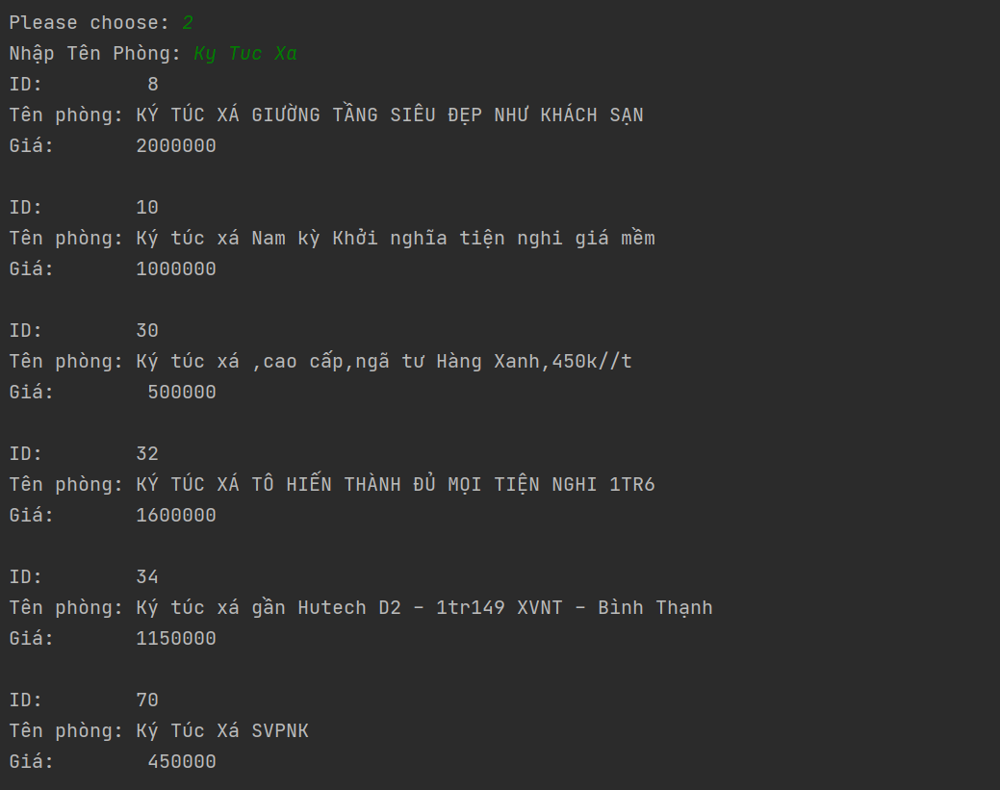 Please choose: 2
Nhập Tên Phòng: Ky Tuc Xa
ID:         8
Tên phòng: KÝ TÚC XÁ GIƯỜNG TẦNG SIÊU ĐẸP NHƯ KHÁCH SẠN
Giá:       2000000
ID:        10
Tên phòng: Ký túc xá Nam kỳ Khởi nghĩa tiện nghi giá mềm
Giá:       1000000
ID:        30
Tên phòng: Ký túc xá ,cao cấp,ngã tư Hàng Xanh,450k//t
Giá:        500000
ID:        32
Tên phòng: KÝ TÚC XÁ TÔ HIẾN THÀNH ĐỦ MỌI TIỆN NGHI 1TR6
Giá:       1600000
ID:        34
Tên phòng: Ký túc xá gần Hutech D2 - 1tr149 XVNT - Bình Thạnh
Giá:       1150000
ID:        70
Tên phòng: Ký Túc Xá SVPNK
Giá:        450000